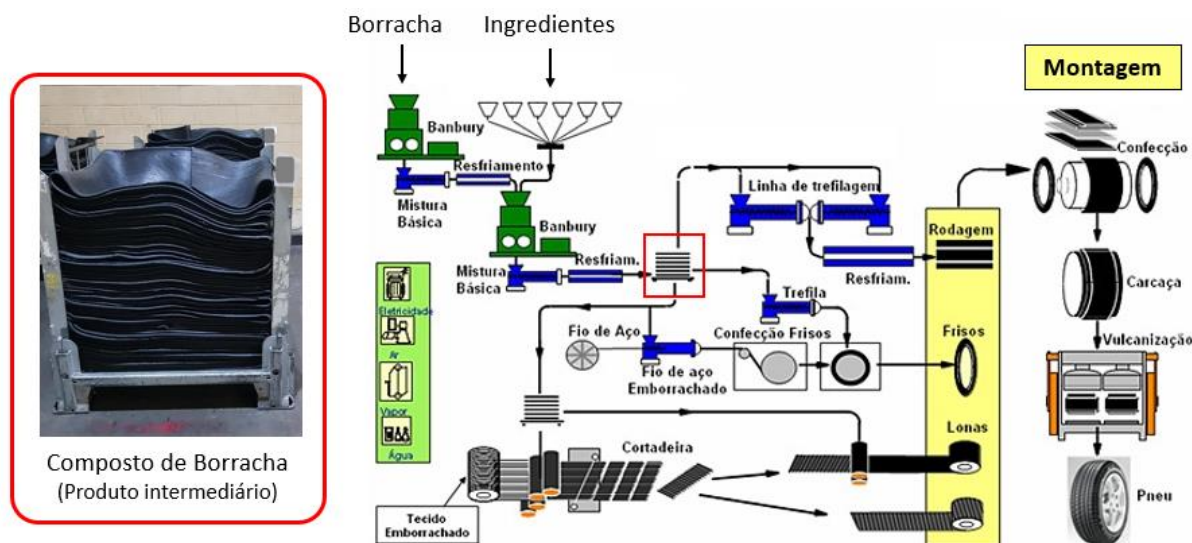 Borracha
Ingredientes
Montagem
Banbury
Confecção
Resfriamento
Linha de trefilagem
Mistura
Básica
Banbury
Rodagem
Resfriam.
Mistura
Básica
Resfriam.
Carcaça
Trefila
Eletricidade
Fio de Aço
Confecção Frisos
Frisos
Vulcanização
Ar
Fio de aço
Emborrachado
Vapor
Água
Lonas
Cortadeira
Composto de Borracha
(Produto intermediário)
Tecido
Emborrachado
Pneu